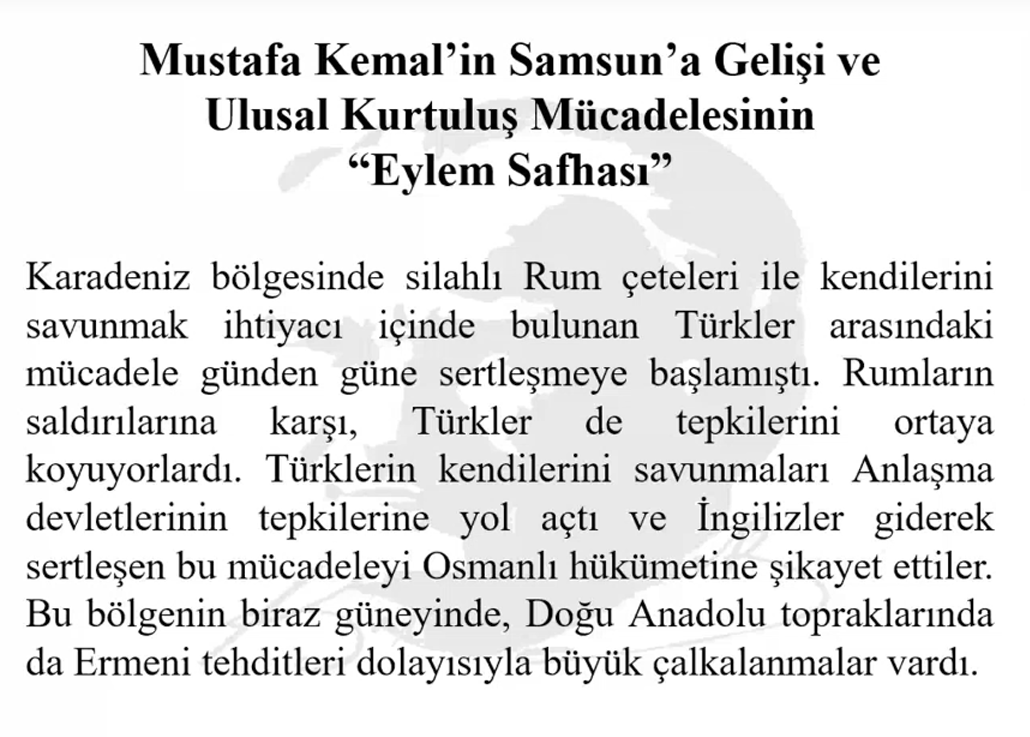 Mustafa Kemal’in Samsun’a Gelişi ve
Ulusal Kurtuluş Mücadelesinin
“Eylem Safhası”
Karadeniz bölgesinde silahlı Rum çeteleri ile kendilerini
savunmak ihtiyacı içinde bulunan Türkler arasındaki
mücadele günden güne sertleşmeye başlamıştı. Rumların
saldırılarına karşı, Türkler de tepkilerini ortaya
koyuyorlardı. Türklerin kendilerini savunmaları Anlaşma
devletlerinin tepkilerine yol açtı ve İngilizler giderek
sertleşen bu mücadeleyi Osmanlı hükümetine şikayet ettiler.
Bu bölgenin biraz güneyinde, Doğu Anadolu topraklarında
da Ermeni tehditleri dolayısıyla büyük çalkalanmalar vardı.